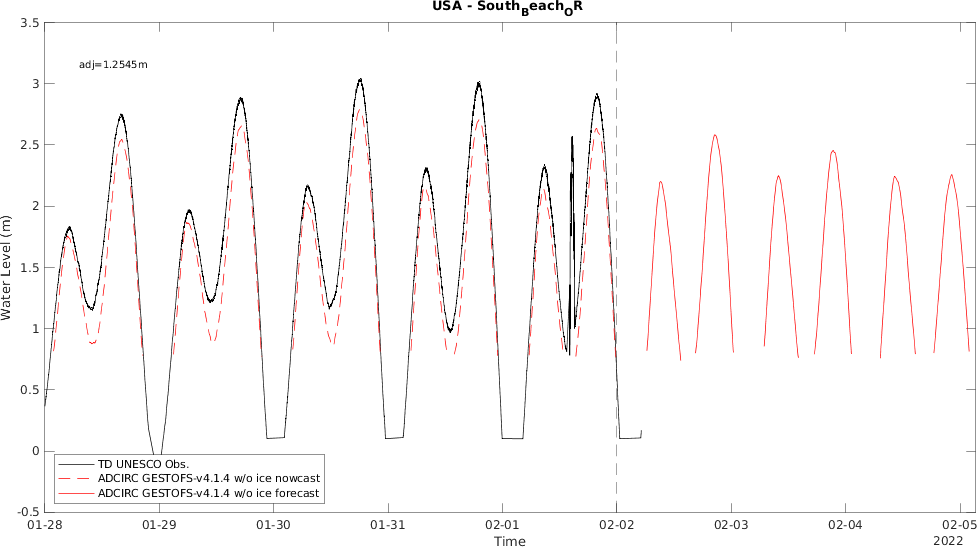 USA - SouthBeachOR
3.5
adj=1.2545m
3
2.5
2
1.5
1
0.5
0
-0.5
Water Level (m)
TD UNESCO Obs.
ADCIRC GESTOFS-v4.1.4 w/o ice nowcast
ADCIRC GESTOFS-v4.1.4 w/o ice forecast
01-28 01-29 01-30 01-31 02-01 02-02 02-03 02-04 02-05
Time
2022